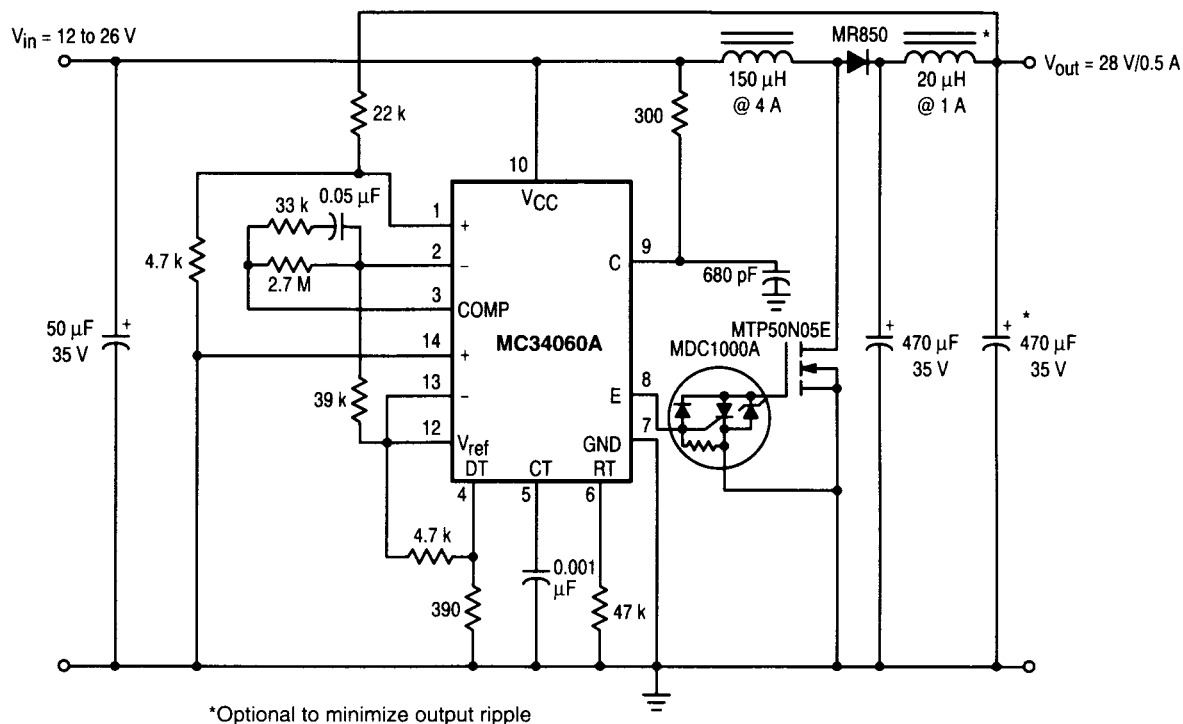 V_in = 12 to 26 V
MR850
*
V_out = 28 V/0.5 A
150 µH
@ 4 A
20 µH
@ 1 A
22 k
300
10
V_CC
0.05 µF
33 k
1
+
2
−
2.7 M
4.7 k
3
COMP
C
9
680 pF
50 µF
35 V
+
14
+
MC34060A
MTP50N05E
MDC1000A
+
470 µF
35 V
+
*
470 µF
35 V
39 k
13
−
E
8
12
V_ref
GND
7
DT
CT
RT
4
5
6
4.7 k
390
0.001
µF
47 k
*Optional to minimize output ripple